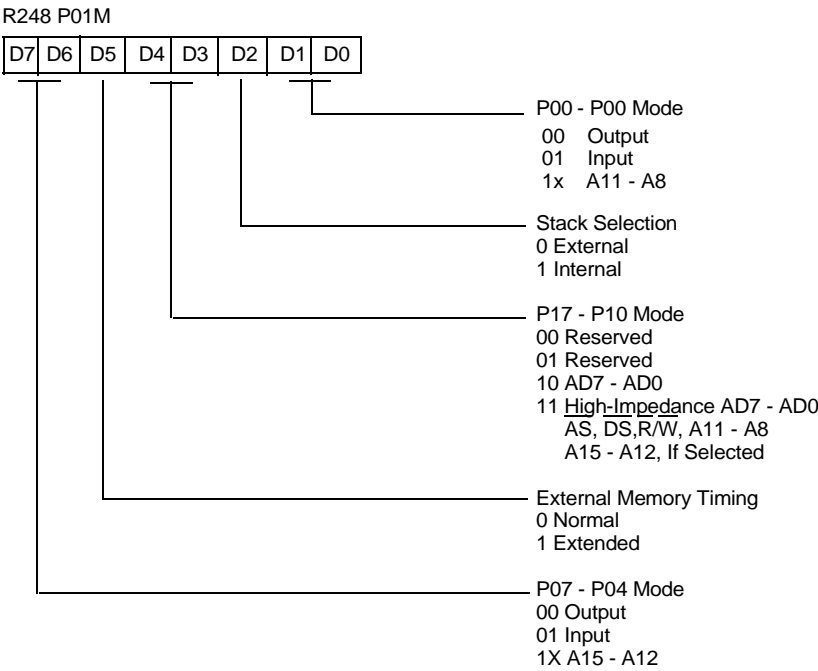 R248 P01M
D7 D6 D5 D4 D3 D2 D1 D0
P00 - P00 Mode
00 Output
01 Input
1x A11 - A8
Stack Selection
0 External
1 Internal
P17 - P10 Mode
00 Reserved
01 Reserved
10 AD7 - AD0
11 High-Impedance AD7 - AD0
AS, DS,R/W, A11 - A8
A15 - A12, If Selected
External Memory Timing
0 Normal
1 Extended
P07 - P04 Mode
00 Output
01 Input
1X A15 - A12